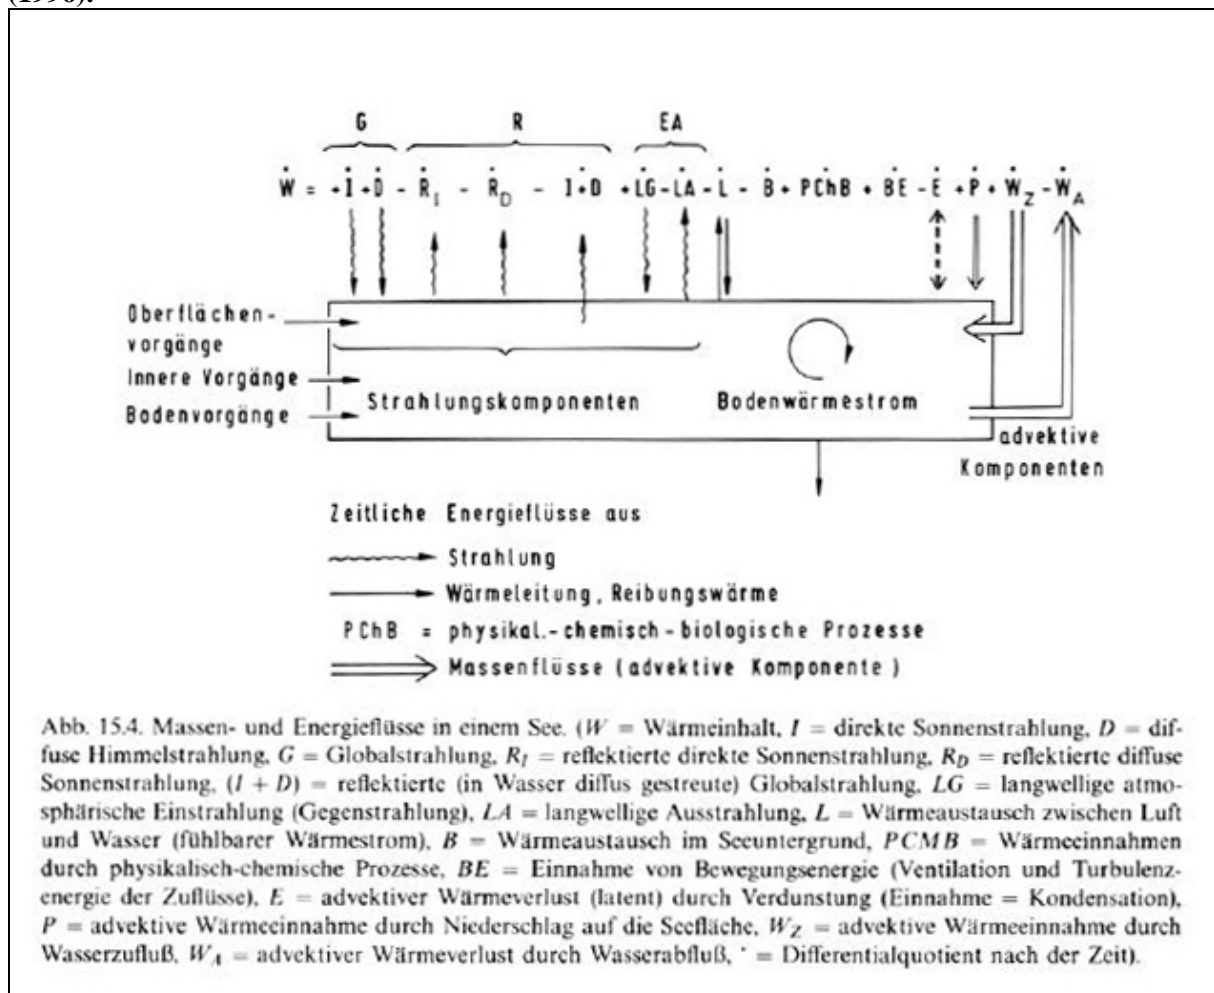 (1996).
G R EA
Ẇ = +İ+Ḋ - Ṙ_I - Ṙ_D - İ+Ḋ +L̇G-L̇A-L̇ - Ḃ + PĊhB + ḂE -Ė +Ṗ + Ẇ_Z -Ẇ_A
Oberflächen-
vorgänge
Innere Vorgänge
Bodenvorgänge
Strahlungskomponenten
Bodenwärmestrom
advektive
Komponenten
Zeitliche Energieflüsse aus
Strahlung
Wärmeleitung, Reibungswärme
PChB = physikal.-chemisch-biologische Prozesse
Massenflüsse (advektive Komponente)
Abb. 15.4. Massen- und Energieflüsse in einem See. (W = Wärmeinhalt, I = direkte Sonnenstrahlung, D = dif-
fuse Himmelstrahlung, G = Globalstrahlung, R_I = reflektierte direkte Sonnenstrahlung, R_D = reflektierte diffuse
Sonnenstrahlung, (I + D) = reflektierte (in Wasser diffus gestreute) Globalstrahlung, LG = langwellige atmo-
sphärische Einstrahlung (Gegenstrahlung), LA = langwellige Ausstrahlung, L = Wärmeaustausch zwischen Luft
und Wasser (fühlbarer Wärmestrom), B = Wärmeaustausch im Seeuntergrund, PCMB = Wärmeeinnahmen
durch physikalisch-chemische Prozesse, BE = Einnahme von Bewegungsenergie (Ventilation und Turbulenz-
energie der Zuflüsse), E = advektiver Wärmeverlust (latent) durch Verdunstung (Einnahme = Kondensation),
P = advektive Wärmeeinnahme durch Niederschlag auf die Seefläche, W_Z = advektive Wärmeeinnahme durch
Wasserzufluß, W_A = advektiver Wärmeverlust durch Wasserabfluß, ˙ = Differentialquotient nach der Zeit).